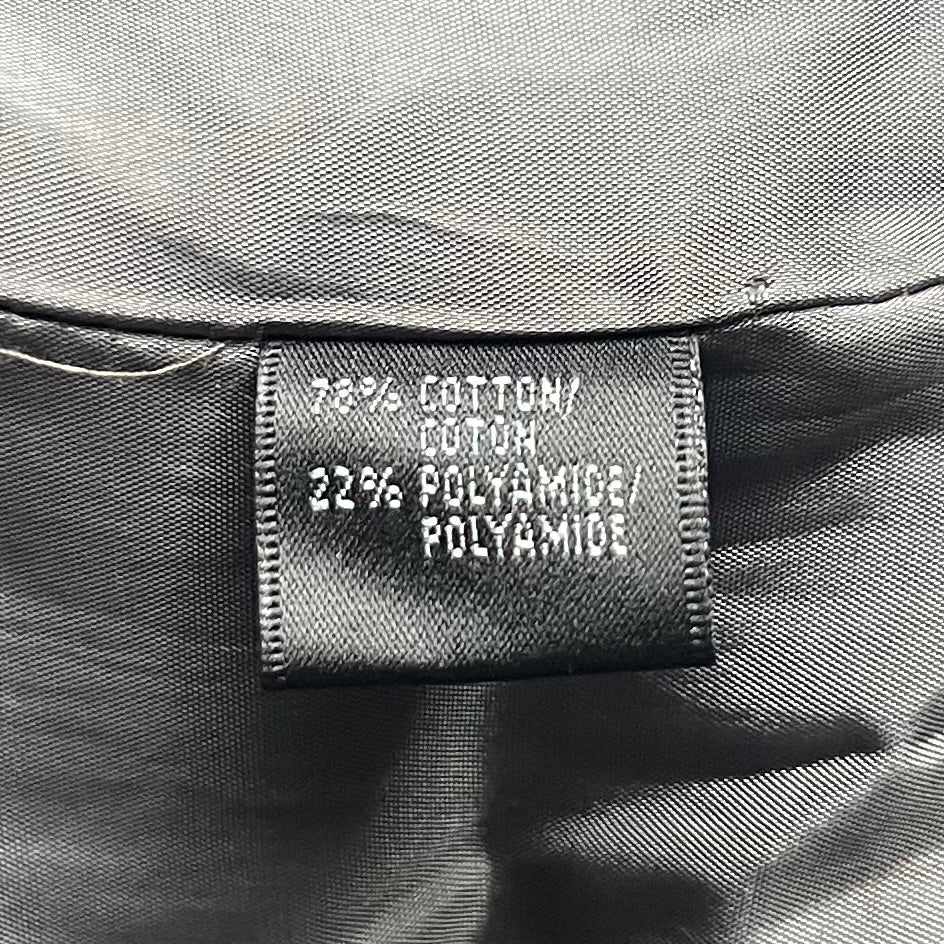 78% COTTON/
COTON
22% POLYAMIDE/
POLYAMIDE